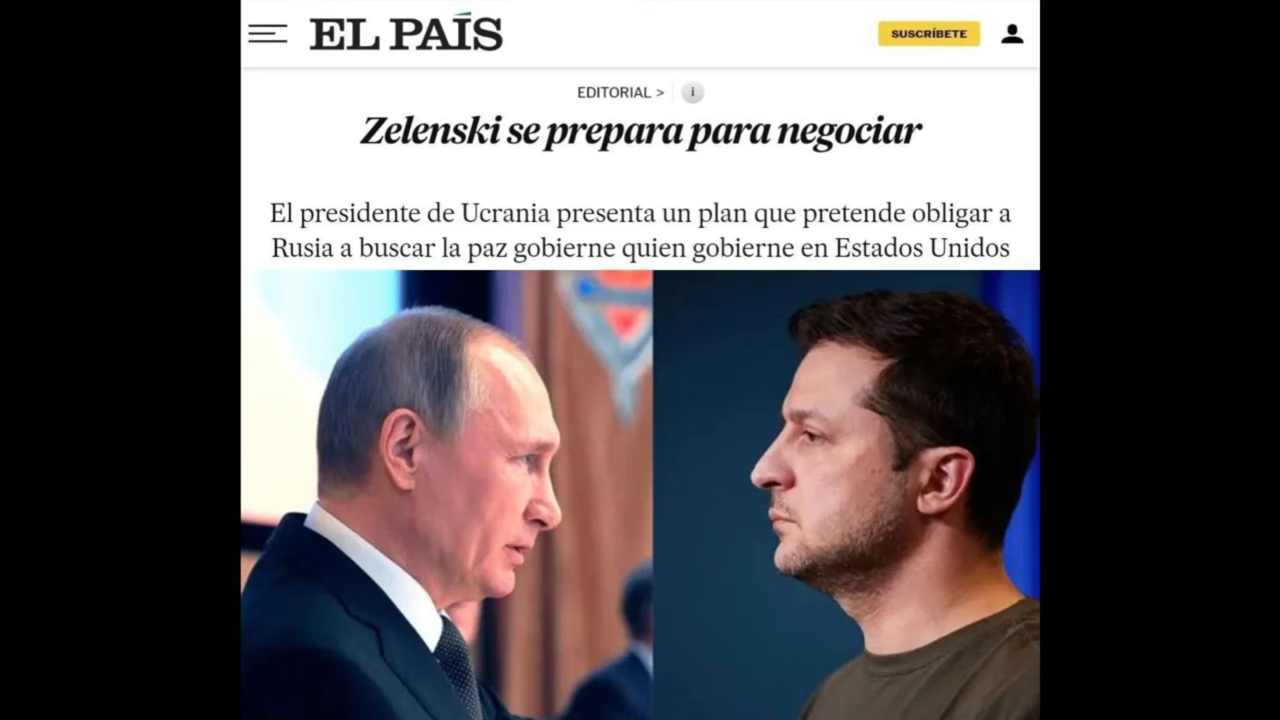 EL PAÍS
SUSCRÍBETE
EDITORIAL >
i
Zelenski se prepara para negociar
El presidente de Ucrania presenta un plan que pretende obligar a
Rusia a buscar la paz gobierne quien gobierne en Estados Unidos